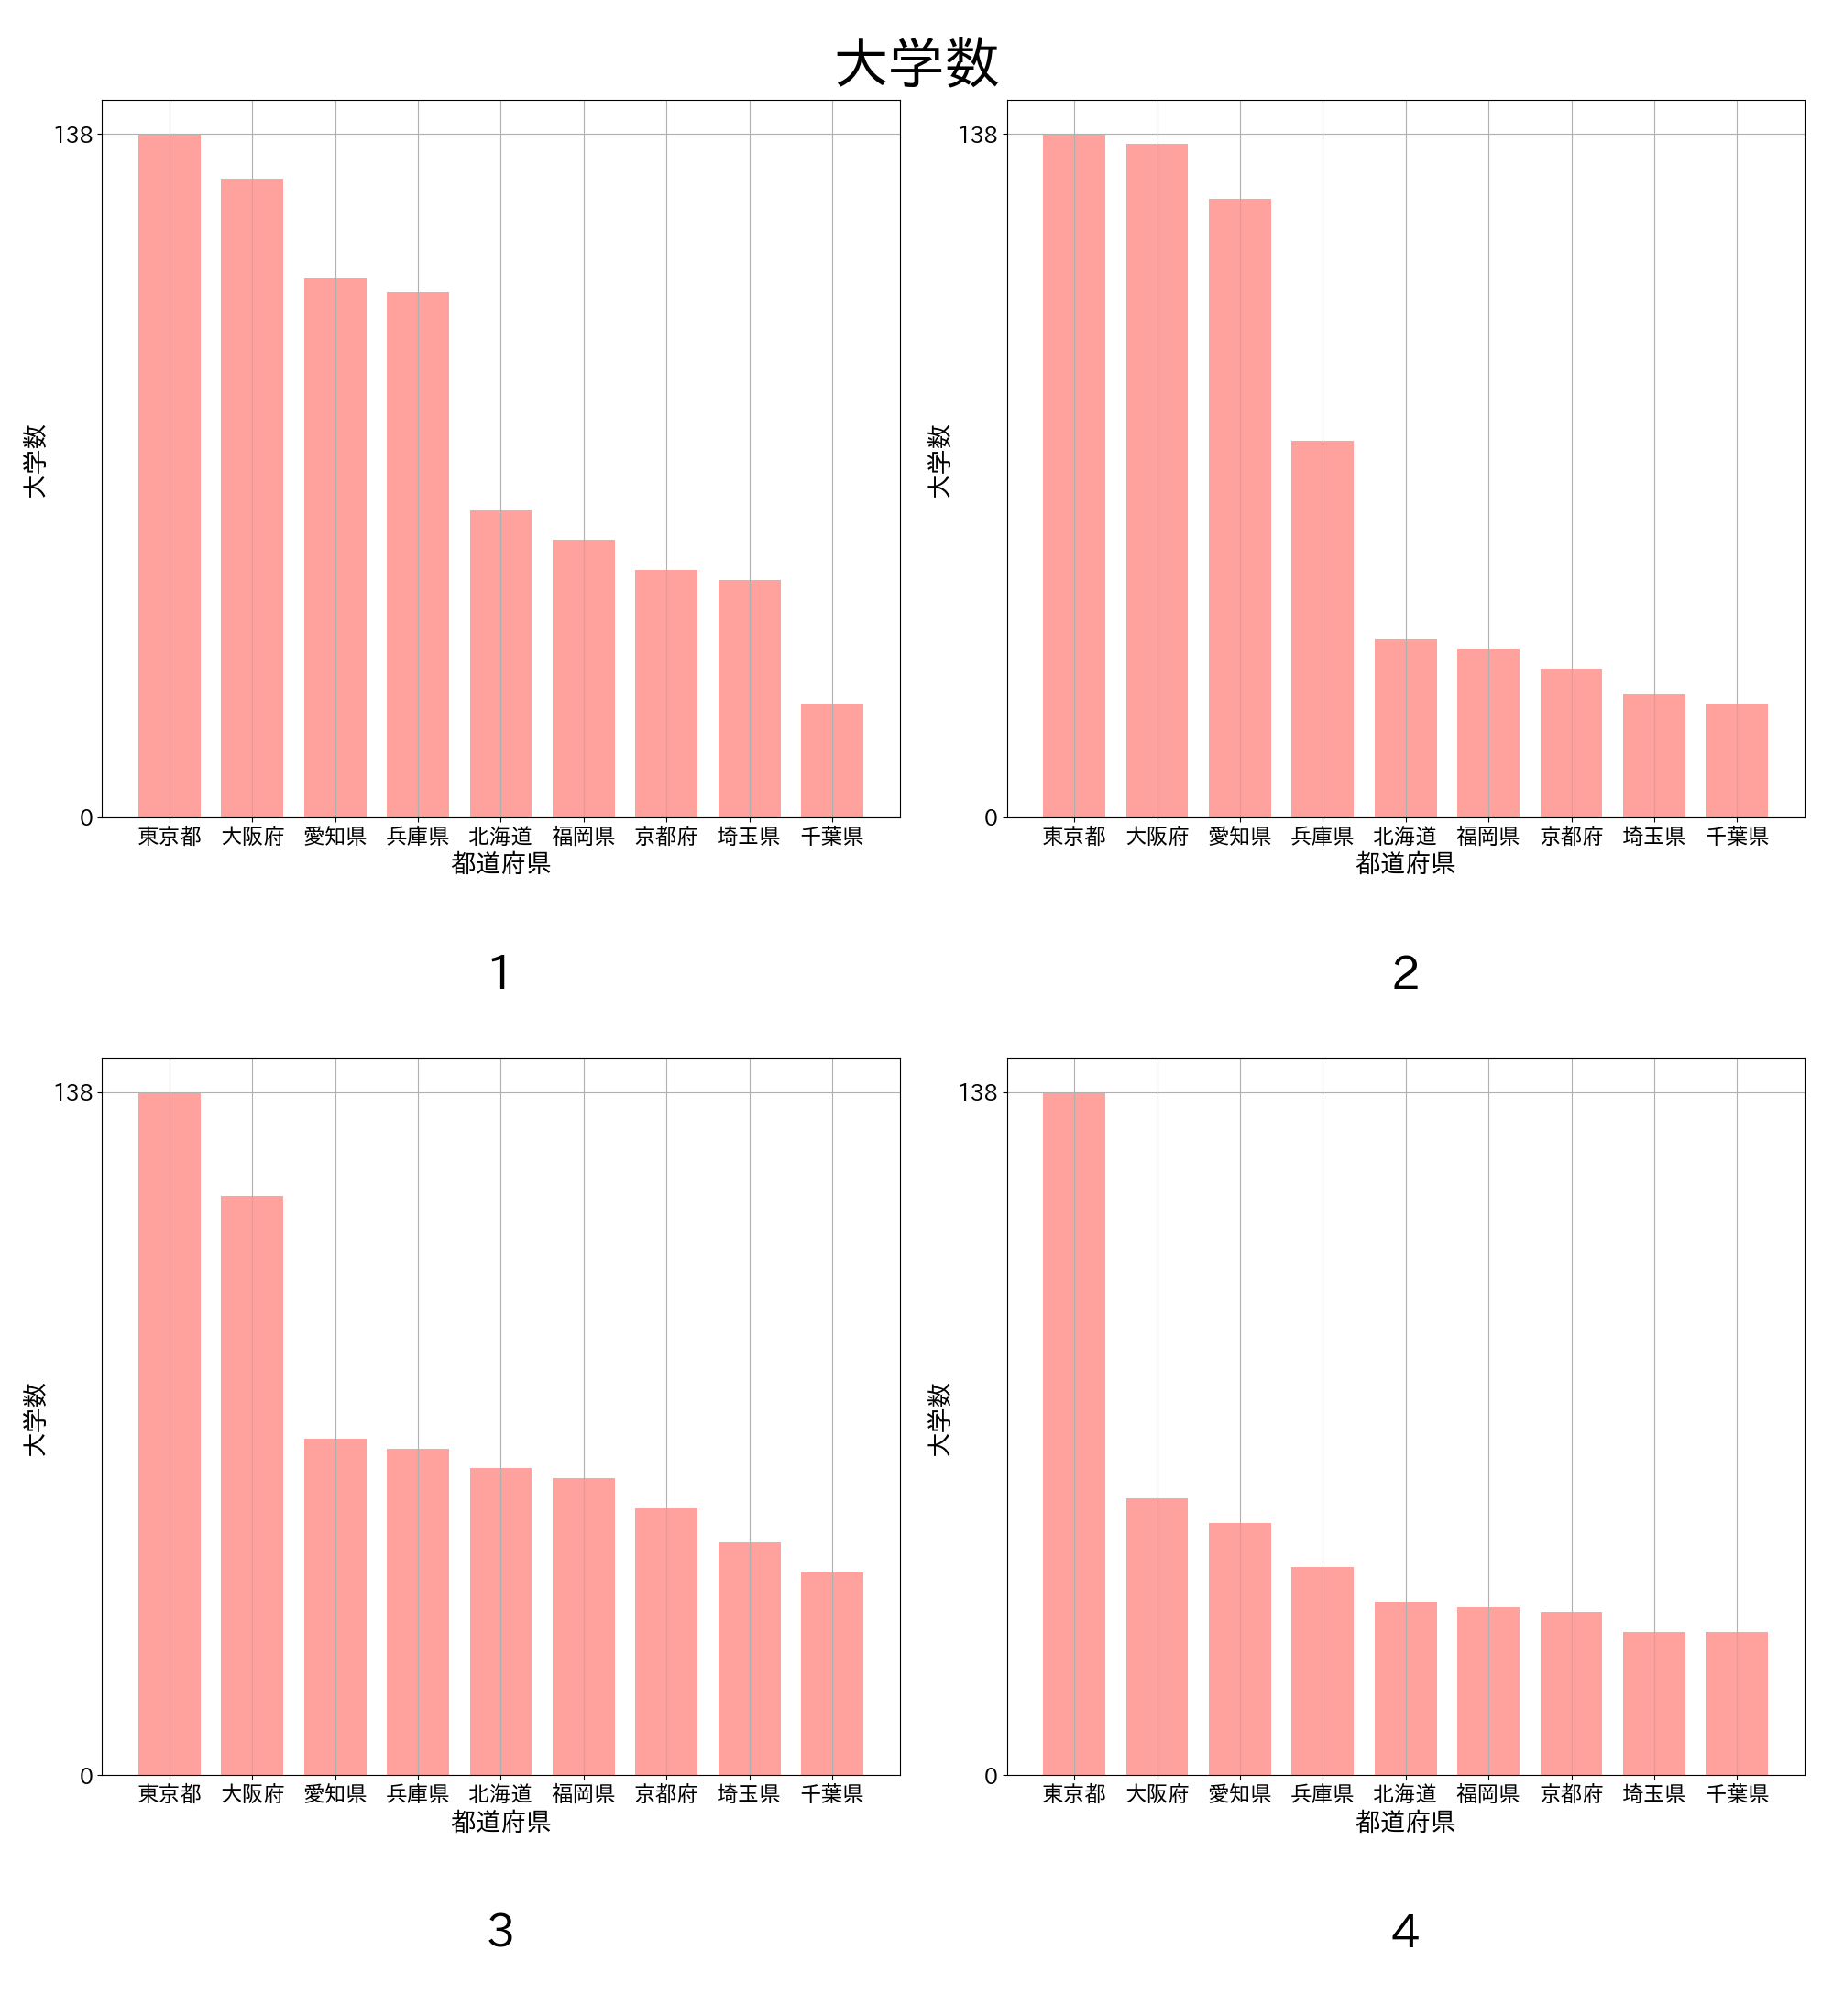 大学数
138
0
大学数
東京都 大阪府 愛知県 兵庫県 北海道 福岡県 京都府 埼玉県 千葉県
都道府県
1
138
0
大学数
東京都 大阪府 愛知県 兵庫県 北海道 福岡県 京都府 埼玉県 千葉県
都道府県
2
138
0
大学数
東京都 大阪府 愛知県 兵庫県 北海道 福岡県 京都府 埼玉県 千葉県
都道府県
3
138
0
大学数
東京都 大阪府 愛知県 兵庫県 北海道 福岡県 京都府 埼玉県 千葉県
都道府県
4